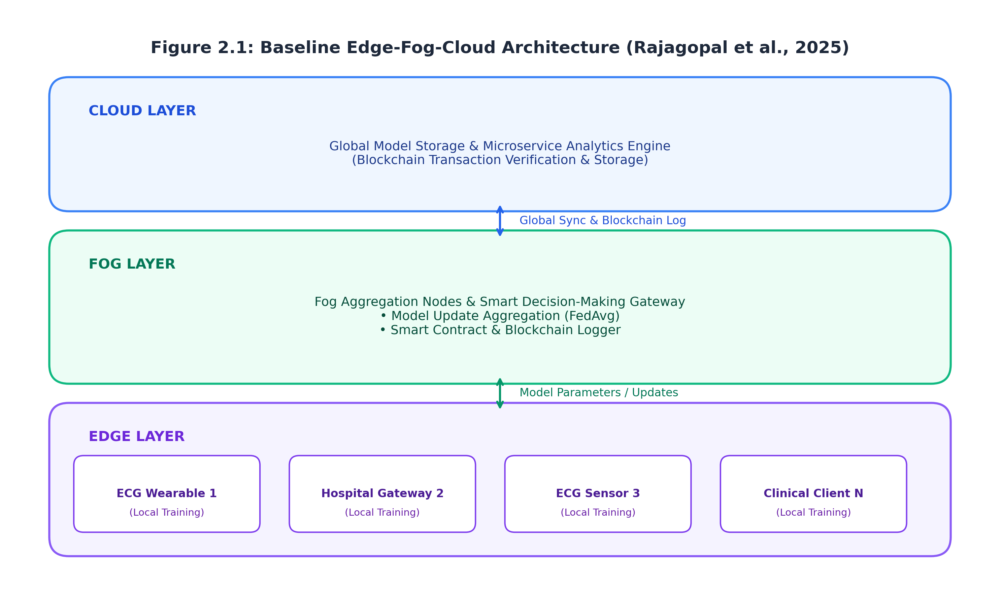 Figure 2.1: Baseline Edge-Fog-Cloud Architecture (Rajagopal et al., 2025)
CLOUD LAYER
Global Model Storage & Microservice Analytics Engine
(Blockchain Transaction Verification & Storage)
Global Sync & Blockchain Log
FOG LAYER
Fog Aggregation Nodes & Smart Decision-Making Gateway
• Model Update Aggregation (FedAvg)
• Smart Contract & Blockchain Logger
Model Parameters / Updates
EDGE LAYER
ECG Wearable 1
(Local Training)
Hospital Gateway 2
(Local Training)
ECG Sensor 3
(Local Training)
Clinical Client N
(Local Training)